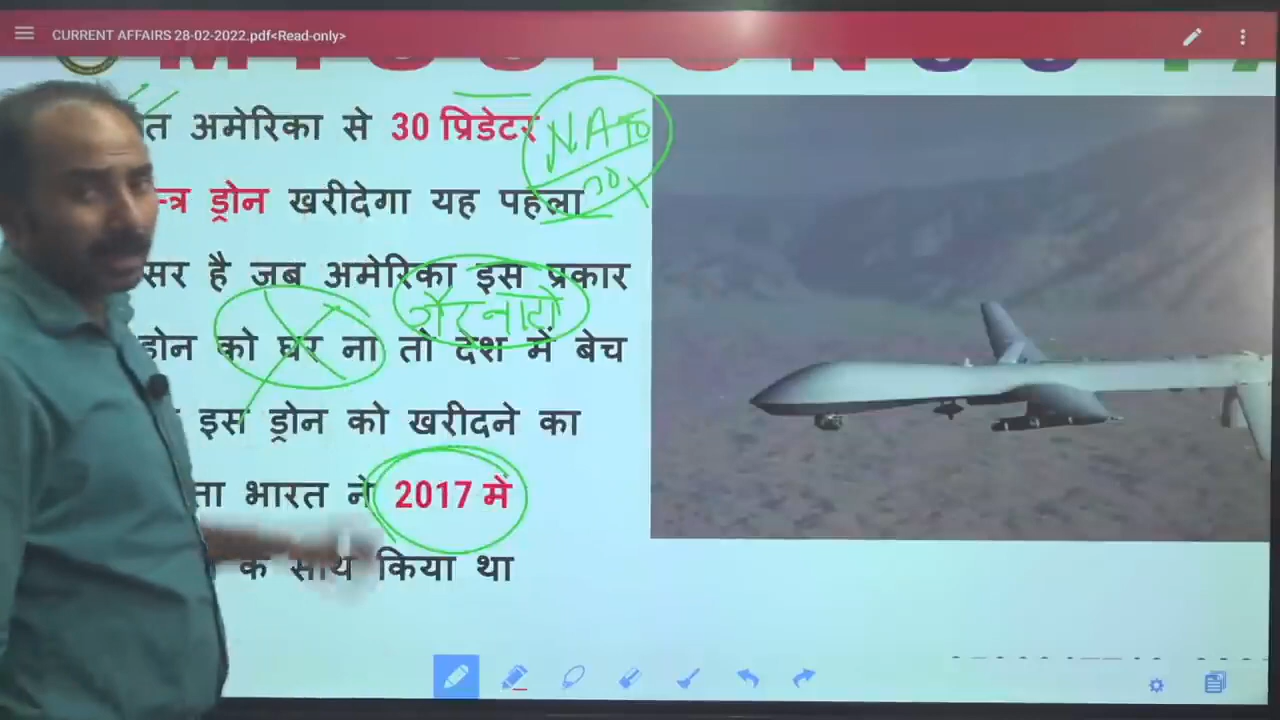 CURRENT AFFAIRS 28-02-2022.pdf<Read-only>
अमेरिका से 30 प्रिडेटर
NATO
30
ड्रोन खरीदेगा यह पहला
है जब अमेरिका इस प्रकार
गैर नाटो
को घर ना तो देश में बेच
इस ड्रोन को खरीदने का
भारत ने 2017 में
के साथ किया था